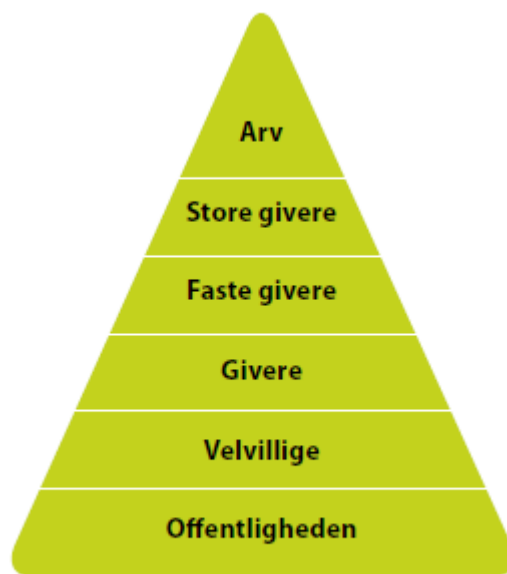 Arv
Store givere
Faste givere
Givere
Velvillige
Offentligheden